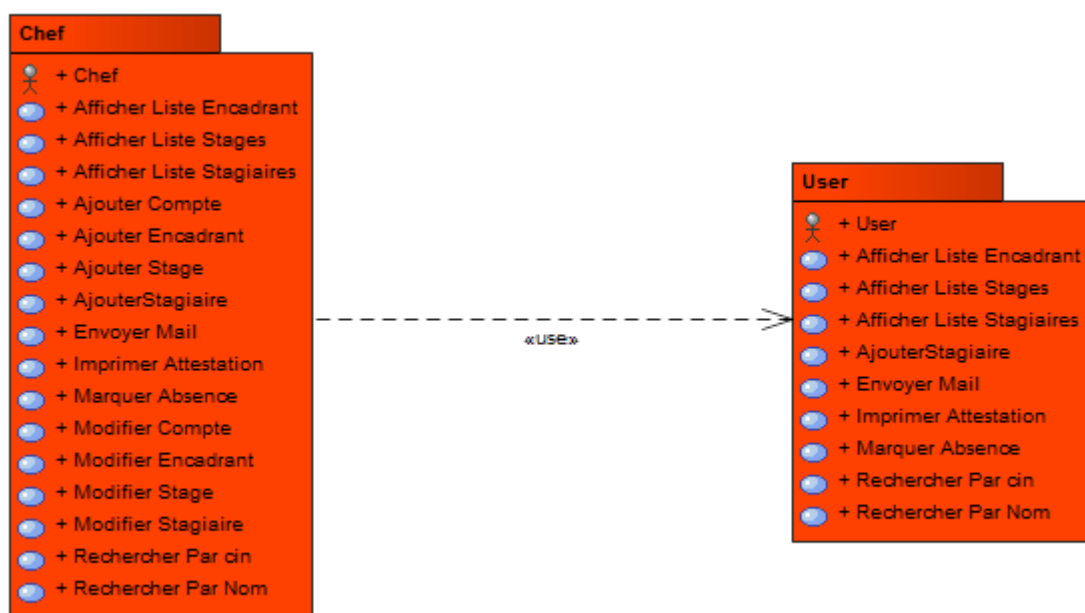 Chef
+ Chef
+ Afficher Liste Encadrant
+ Afficher Liste Stages
+ Afficher Liste Stagiaires
+ Ajouter Compte
+ Ajouter Encadrant
+ Ajouter Stage
+ AjouterStagiaire
+ Envoyer Mail
+ Imprimer Attestation
+ Marquer Absence
+ Modifier Compte
+ Modifier Encadrant
+ Modifier Stage
+ Modifier Stagiaire
+ Rechercher Par cin
+ Rechercher Par Nom
«use»
User
+ User
+ Afficher Liste Encadrant
+ Afficher Liste Stages
+ Afficher Liste Stagiaires
+ AjouterStagiaire
+ Envoyer Mail
+ Imprimer Attestation
+ Marquer Absence
+ Rechercher Par cin
+ Rechercher Par Nom